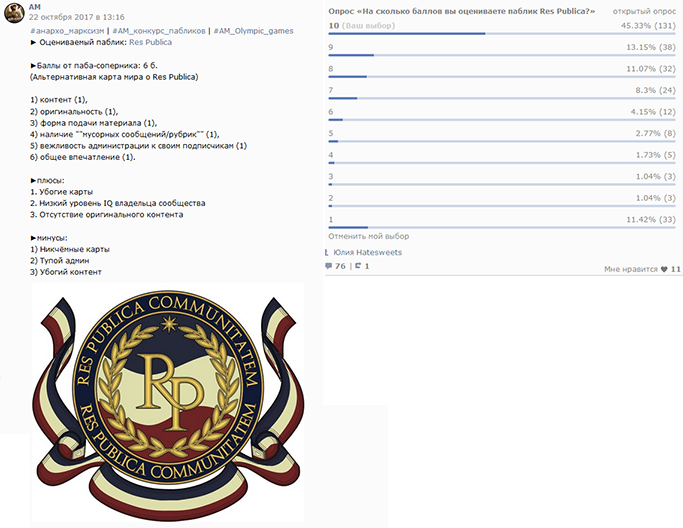 АМ
22 октября 2017 в 13:16
#анархо_марксизм | #АМ_конкурс_пабликов | #AM_Olympic_games
► Оцениваемый паблик: Res Publica
►Баллы от паба-соперника: 6 б.
(Альтернативная карта мира о Res Publica)
1) контент (1),
2) оригинальность (1),
3) форма подачи материала (1),
4) наличие ""мусорных сообщений/рубрик"" (1),
5) вежливость администрации к своим подписчикам (1)
6) общее впечатление (1).
►плюсы:
1. Убогие карты
2. Низкий уровень IQ владельца сообщества
3. Отсутствие оригинального контента
►минусы:
1) Никчёмные карты
2) Тупой админ
3) Убогий контент
RES PUBLICA COMMUNITATEM
RP
RES PUBLICA COMMUNITATEM
Опрос «На сколько баллов вы оцениваете паблик Res Publica?»
открытый опрос
10 (Ваш выбор) 45.33% (131)
9 13.15% (38)
8 11.07% (32)
7 8.3% (24)
6 4.15% (12)
5 2.77% (8)
4 1.73% (5)
3 1.04% (3)
2 1.04% (3)
1 11.42% (33)
Отменить мой выбор
Юлия Hatesweets
76 | 1
Мне нравится 11